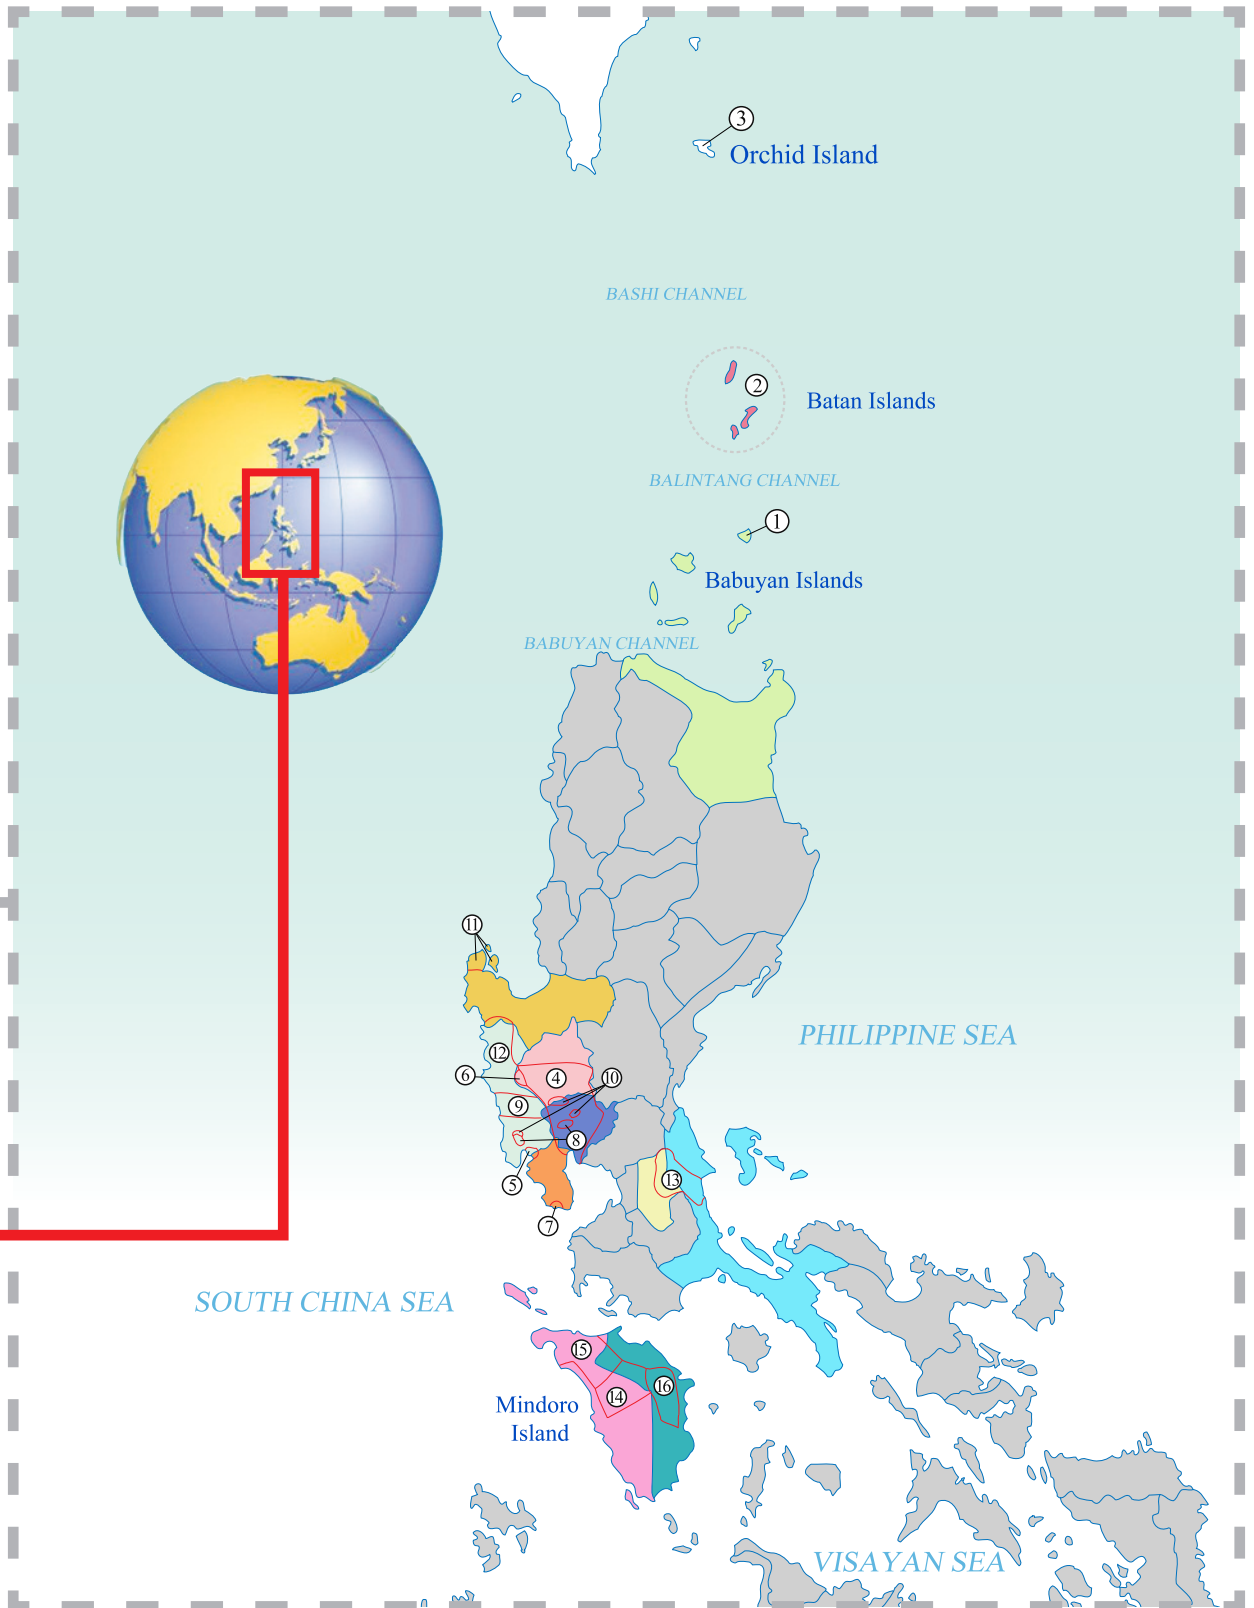 3
Orchid Island
BASHI CHANNEL
2
Batan Islands
BALINTANG CHANNEL
1
Babuyan Islands
BABUYAN CHANNEL
11
PHILIPPINE SEA
12
6
4
10
9
8
5
13
7
SOUTH CHINA SEA
15
16
14
Mindoro
Island
VISAYAN SEA